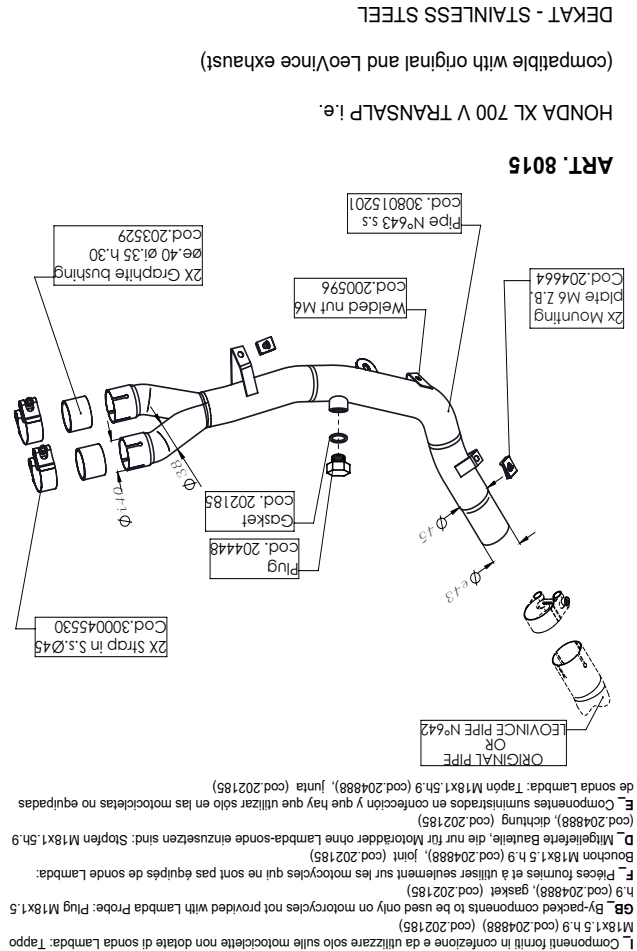 _ Componenti forniti in confezione e da utilizzare solo sulle motociclette non dotate di sonda Lambda: Tappo
M18x1.5 h.9 (cod.204888) (cod.202185)
GB_ By-packed components to be used only on motorcycles not provided with Lambda Probe: Plug M18x1.5
h.9 (cod.204888), gasket (cod.202185)
F_ Piéces fournies et à utiliser seulement sur les motocycles qui ne sont pas équipés de sonde Lambda:
Bouchon M18x1.5 h.9 (cod.204888), joint (cod.202185)
D_ Mitgelieferte Bauteile, die nur für Motorädder ohne Lambda-sonde einzusetzen sind: Stopfen M18x1.5h.9
(cod.204888), dichtung (cod.202185)
E_ Componentes suministrados en confección y que hay que utilizar sólo en las motocicletas no equipadas
de sonda Lambda: Tapón M18x1.5h.9 (cod.204888), junta (cod.202185)
ORIGINAL PIPE
OR
LEOVINCE PIPE N°642
2X Strap in S.s.Ø45
Cod.300045530
Ø e43
Plug
cod. 204448
Ø 45
Gasket
cod. 202185
Ø i40
Ø38
2x Mounting
plate M6 Z.B.
Cod.204664
Welded nut M6
cod.200596
2X Graphite bushing
øe 40 øi.35 h.30
cod.203529
Pipe N°643 s.s
cod. 308015201
ART. 8015
HONDA XL 700 V TRANSALP i.e.
(compatible with original and LeoVince exhaust)
DEKAT - STAINLESS STEEL